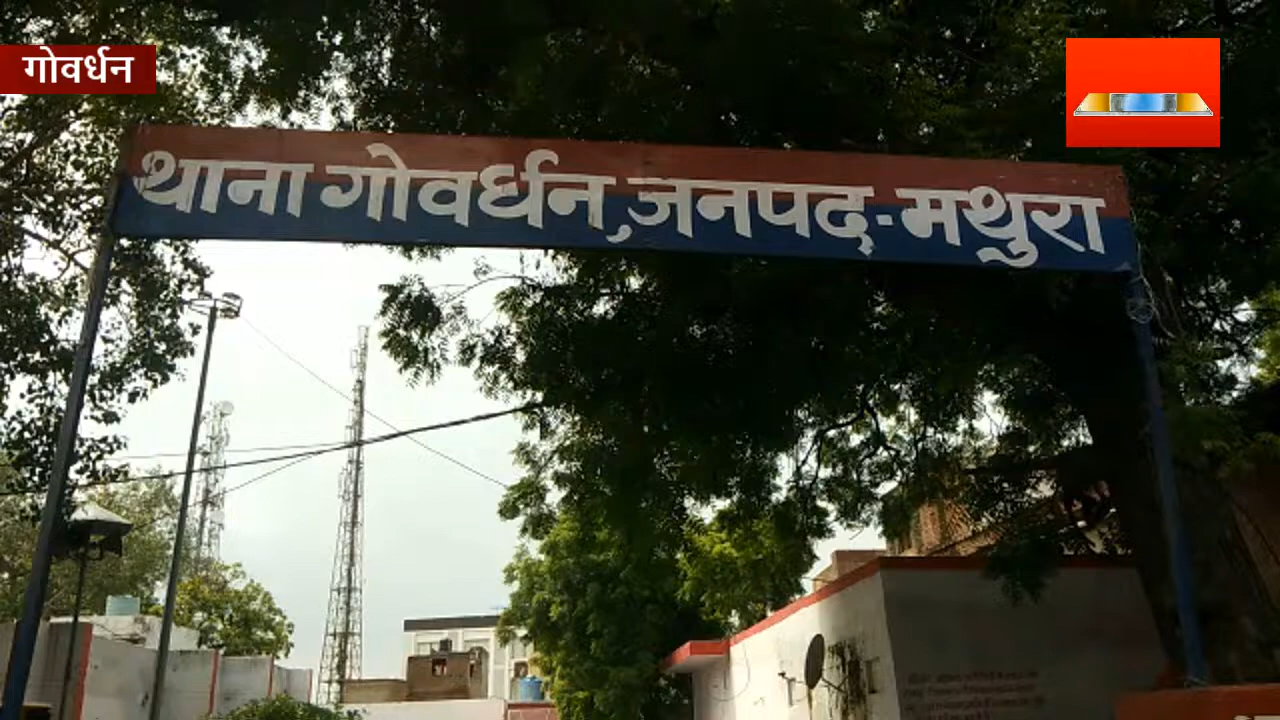 गोवर्धन
थाना गोवर्धन, जनपद-मथुरा